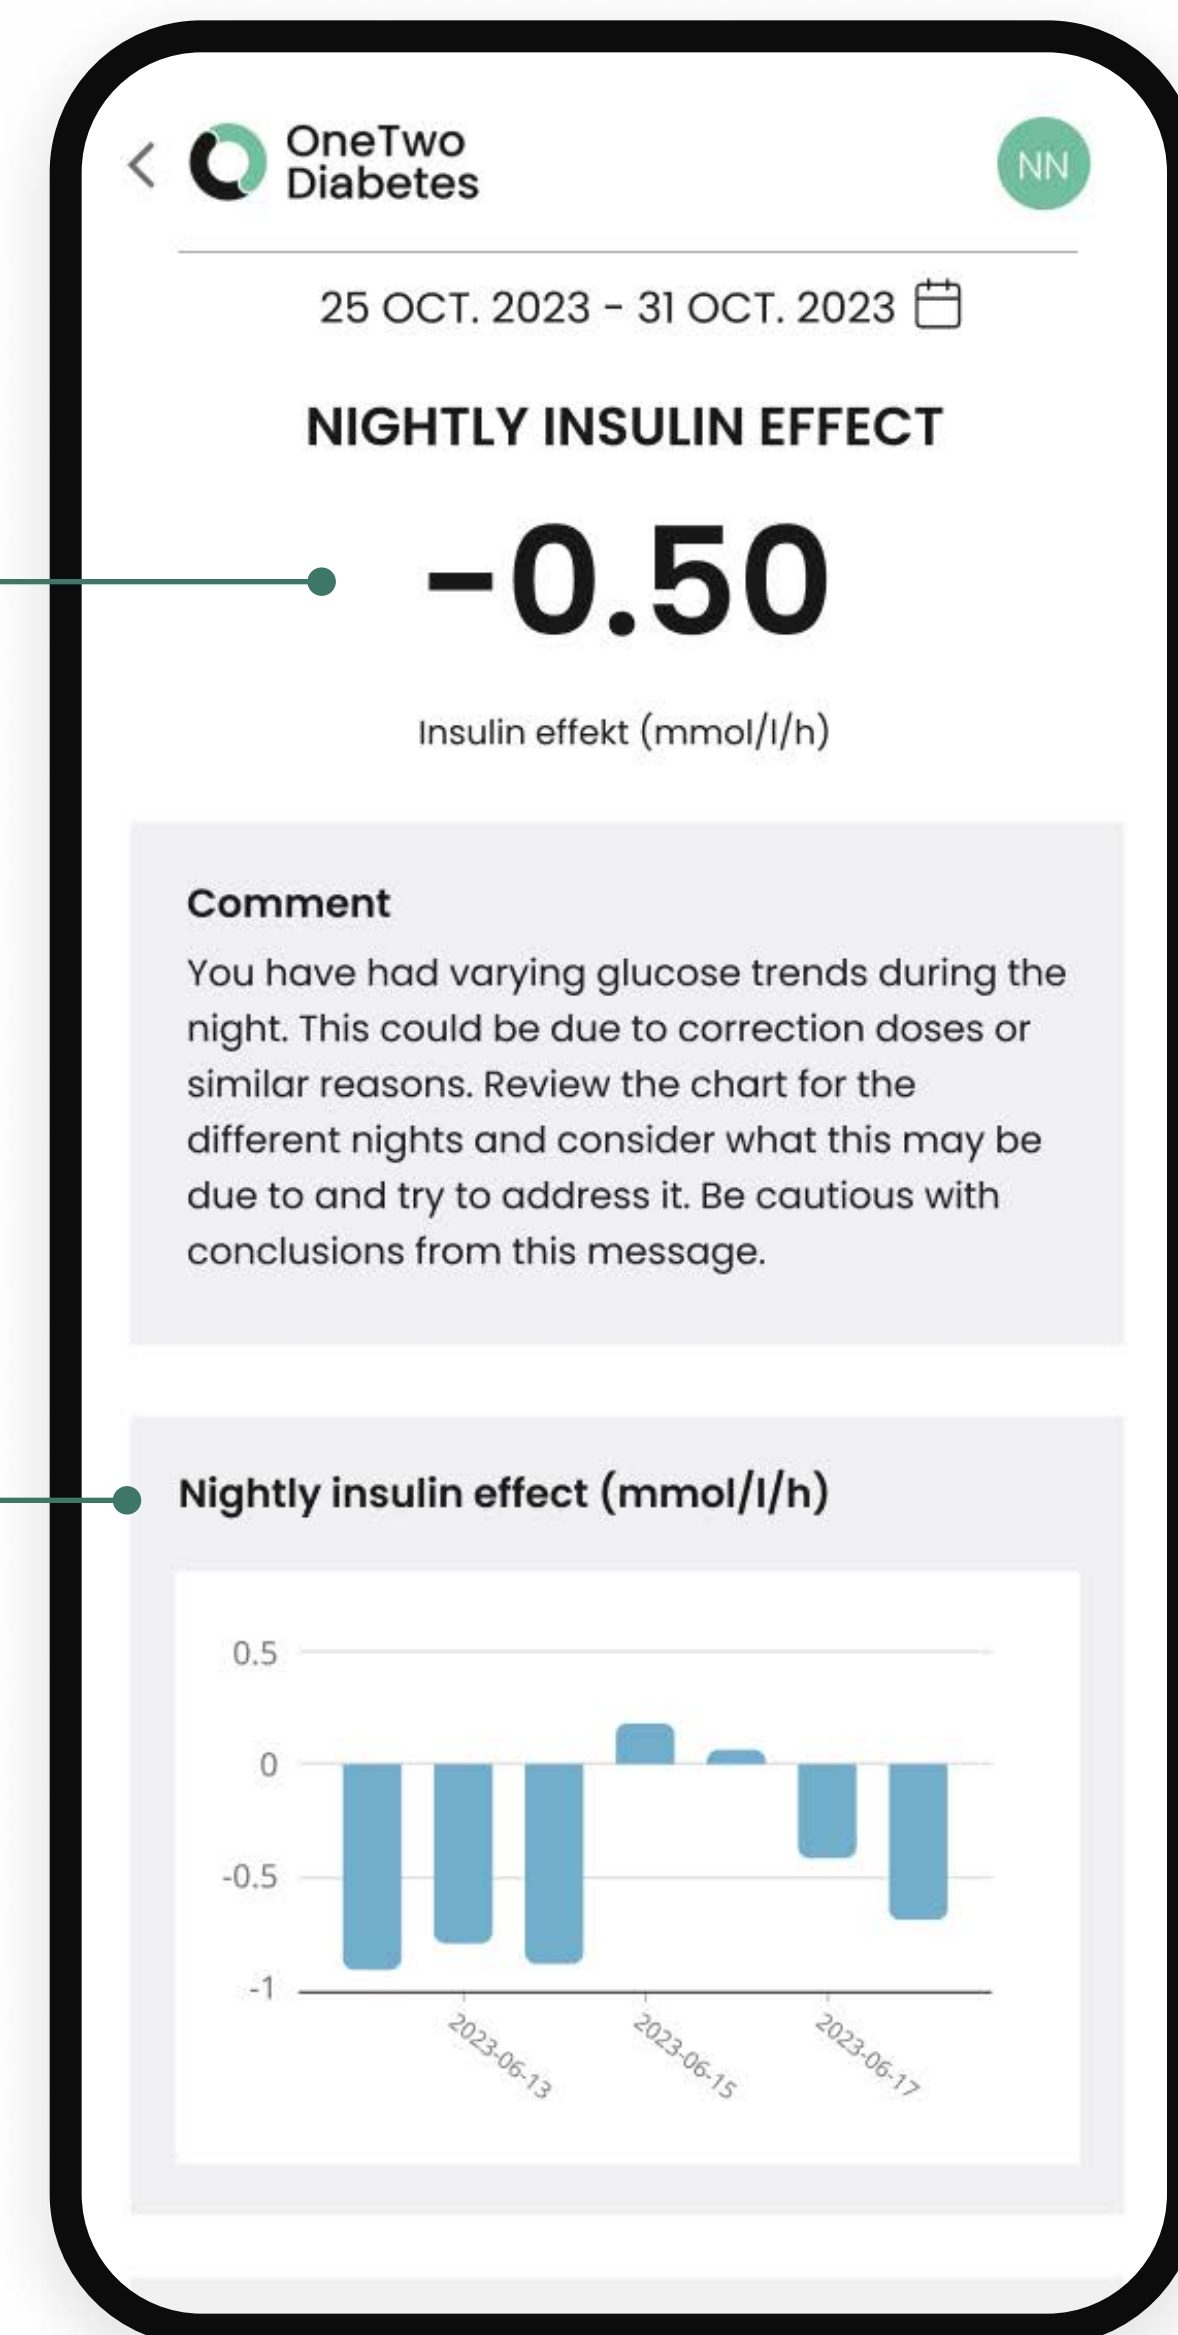 OneTwo
Diabetes
NN
25 OCT. 2023 - 31 OCT. 2023
NIGHTLY INSULIN EFFECT
-0.50
Insulin effekt (mmol/l/h)
Comment
You have had varying glucose trends during the
night. This could be due to correction doses or
similar reasons. Review the chart for the
different nights and consider what this may be
due to and try to address it. Be cautious with
conclusions from this message.
Nightly insulin effect (mmol/l/h)
0.5
0
-0.5
-1
2023-06-13
2023-06-15
2023-06-17